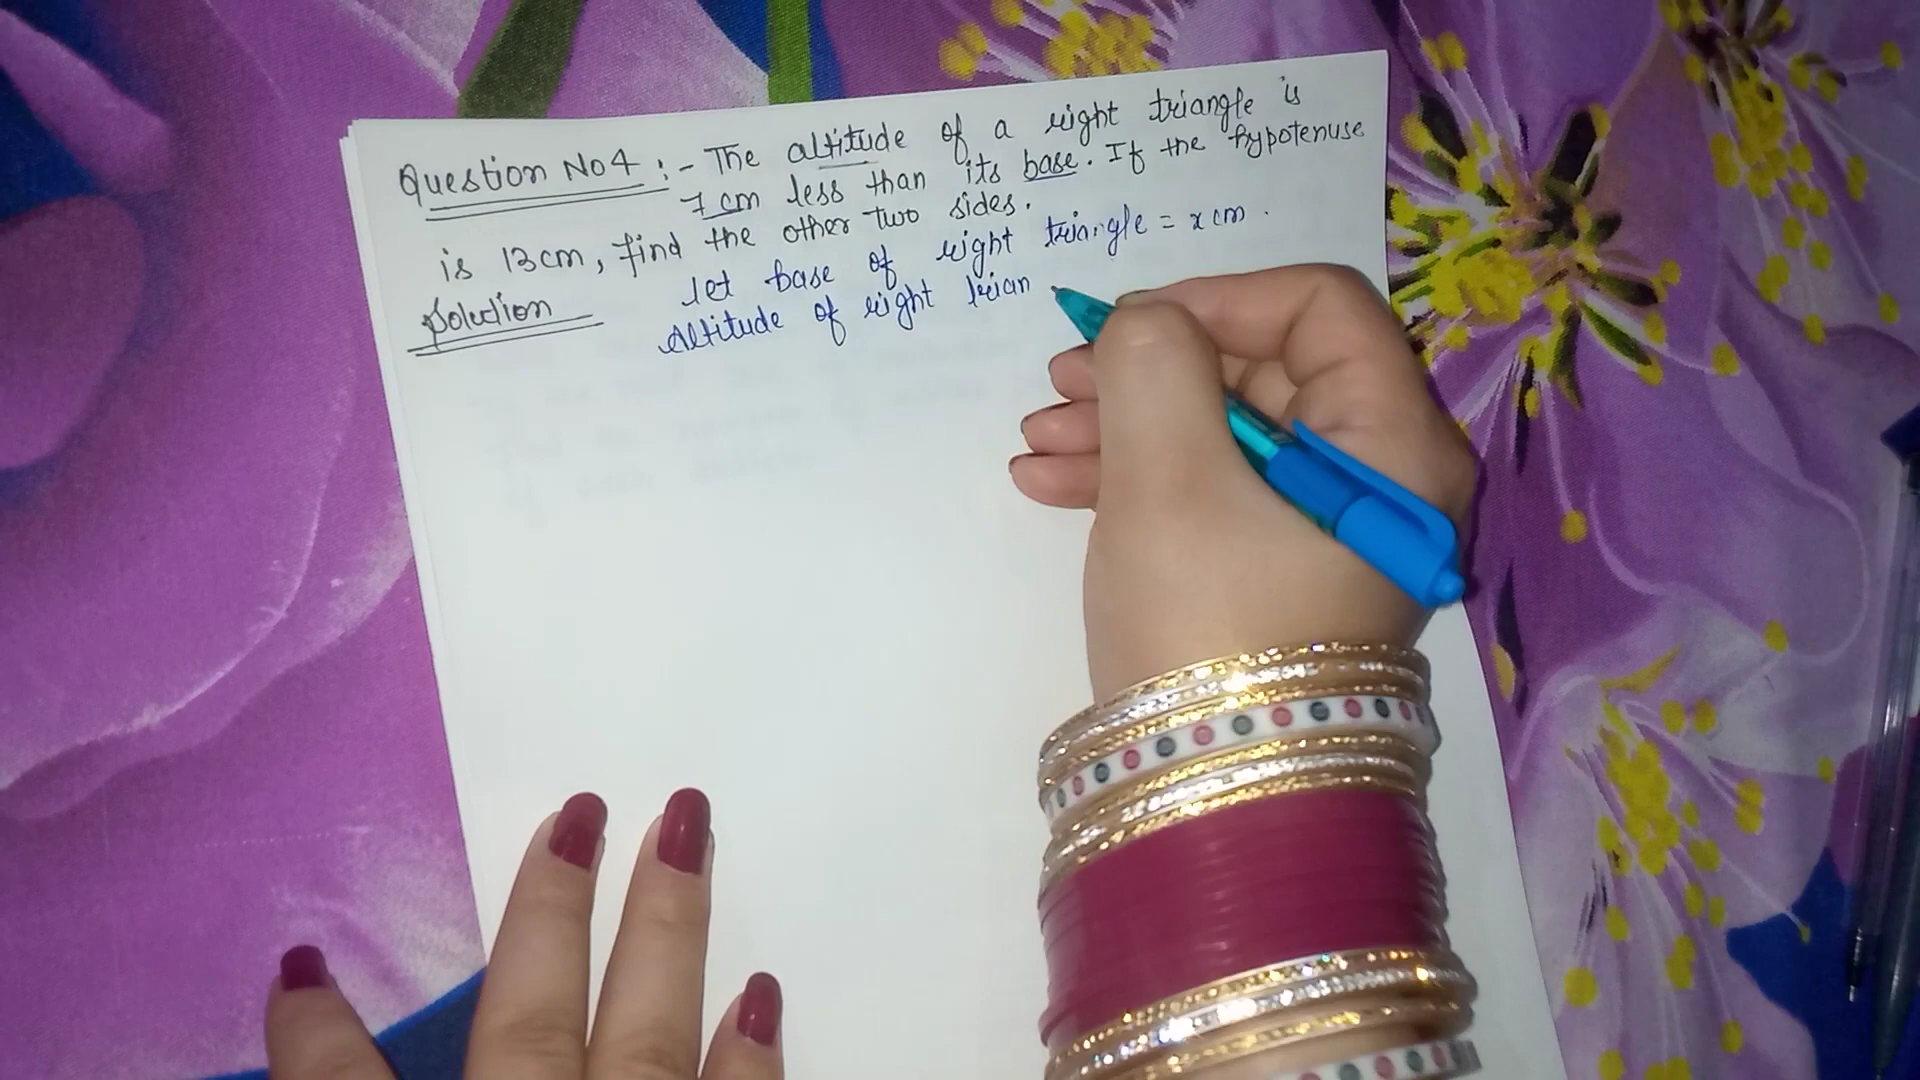 Question No 4 :- The altitude of a right triangle is
7 cm less than its base. If the hypotenuse
is 13cm, find the other two sides.
Solution let base of right triangle = x cm.
Altitude of right trian